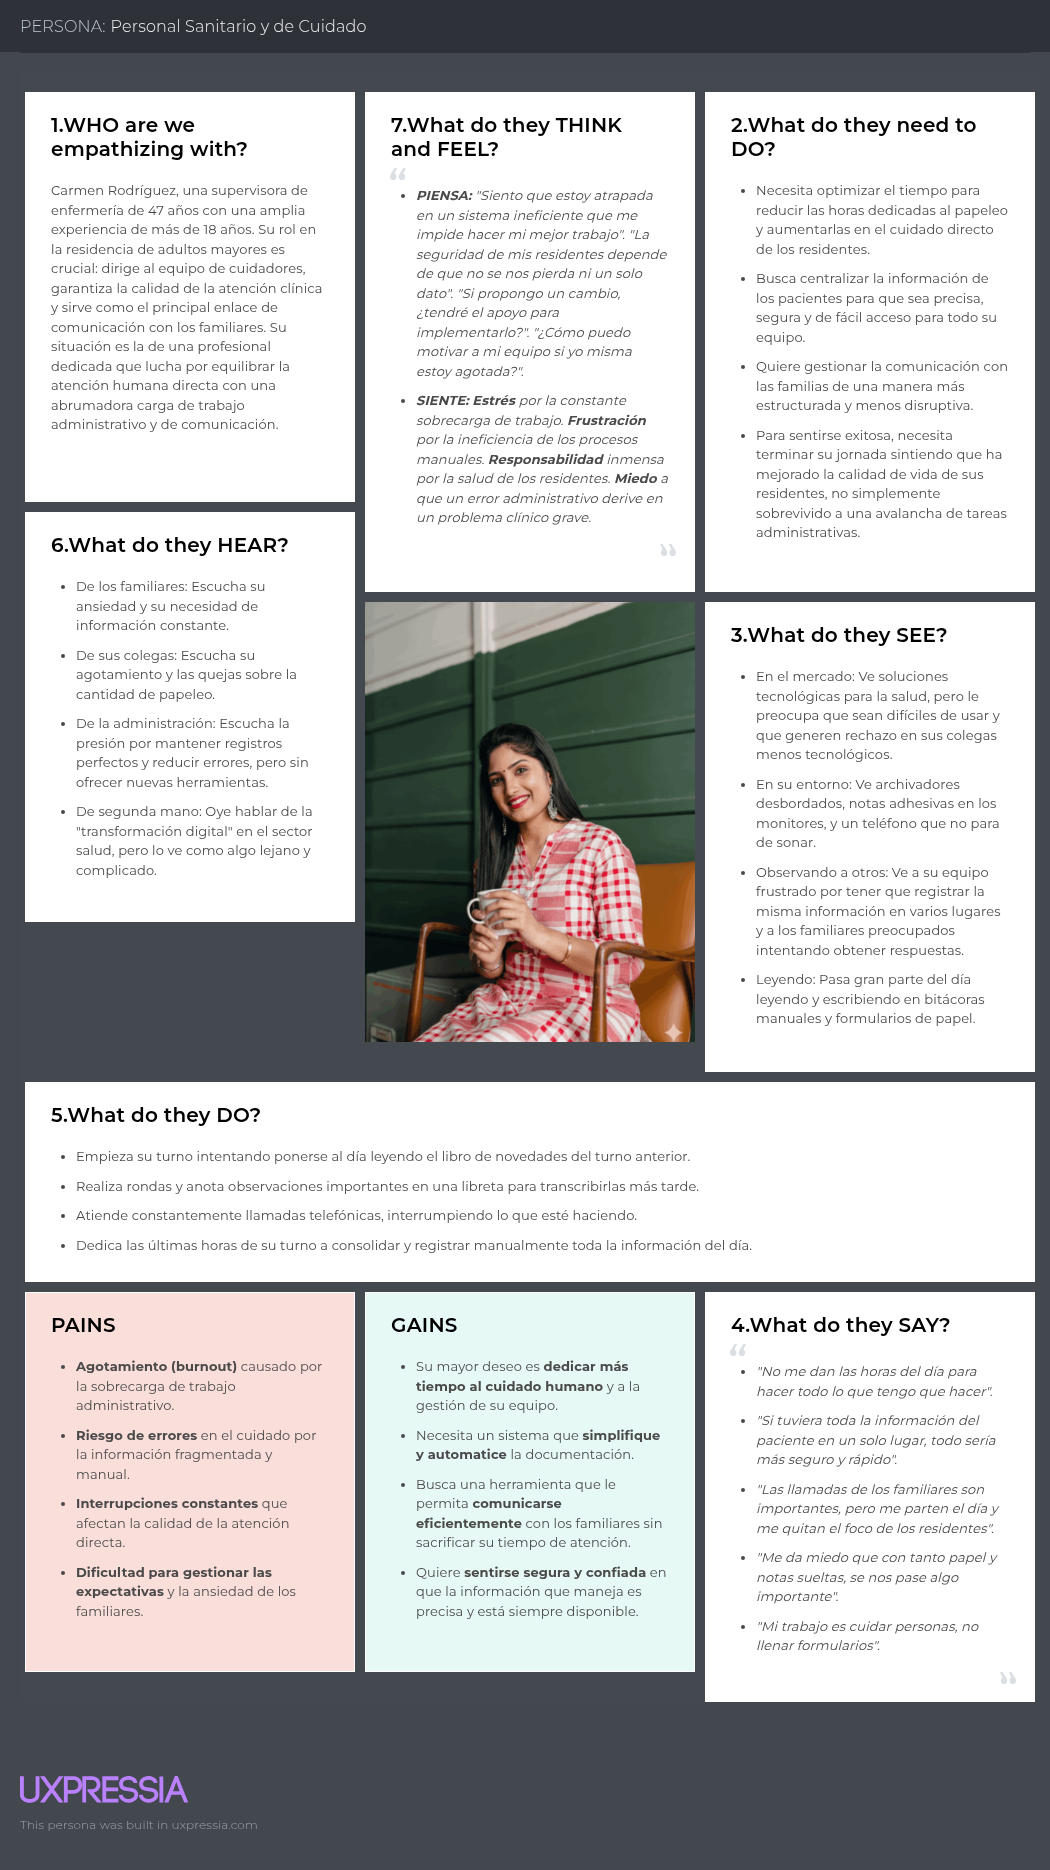 PERSONA: Personal Sanitario y de Cuidado
1.WHO are we
empathizing with?
Carmen Rodríguez, una supervisora de
enfermería de 47 años con una amplia
experiencia de más de 18 años. Su rol en
la residencia de adultos mayores es
crucial: dirige al equipo de cuidadores,
garantiza la calidad de la atención clínica
y sirve como el principal enlace de
comunicación con los familiares. Su
situación es la de una profesional
dedicada que lucha por equilibrar la
atención humana directa con una
abrumadora carga de trabajo
administrativo y de comunicación.
7.What do they THINK
and FEEL?
“
• PIENSA: "Siento que estoy atrapada
en un sistema ineficiente que me
impide hacer mi mejor trabajo". "La
seguridad de mis residentes depende
de que no se nos pierda ni un solo
dato". "Si propongo un cambio,
¿tendré el apoyo para
implementarlo?". "¿Cómo puedo
motivar a mi equipo si yo misma
estoy agotada?".
• SIENTE: Estrés por la constante
sobrecarga de trabajo. Frustración
por la ineficiencia de los procesos
manuales. Responsabilidad inmensa
por la salud de los residentes. Miedo a
que un error administrativo derive en
un problema clínico grave.
”
2.What do they need to
DO?
• Necesita optimizar el tiempo para
reducir las horas dedicadas al papeleo
y aumentarlas en el cuidado directo
de los residentes.
• Busca centralizar la información de
los pacientes para que sea precisa,
segura y de fácil acceso para todo su
equipo.
• Quiere gestionar la comunicación con
las familias de una manera más
estructurada y menos disruptiva.
• Para sentirse exitosa, necesita
terminar su jornada sintiendo que ha
mejorado la calidad de vida de sus
residentes, no simplemente
sobrevivido a una avalancha de tareas
administrativas.
6.What do they HEAR?
• De los familiares: Escucha su
ansiedad y su necesidad de
información constante.
• De sus colegas: Escucha su
agotamiento y las quejas sobre la
cantidad de papeleo.
• De la administración: Escucha la
presión por mantener registros
perfectos y reducir errores, pero sin
ofrecer nuevas herramientas.
• De segunda mano: Oye hablar de la
"transformación digital" en el sector
salud, pero lo ve como algo lejano y
complicado.
3.What do they SEE?
• En el mercado: Ve soluciones
tecnológicas para la salud, pero le
preocupa que sean difíciles de usar y
que generen rechazo en sus colegas
menos tecnológicos.
• En su entorno: Ve archivadores
desbordados, notas adhesivas en los
monitores, y un teléfono que no para
de sonar.
• Observando a otros: Ve a su equipo
frustrado por tener que registrar la
misma información en varios lugares
y a los familiares preocupados
intentando obtener respuestas.
• Leyendo: Pasa gran parte del día
leyendo y escribiendo en bitácoras
manuales y formularios de papel.
5.What do they DO?
• Empieza su turno intentando ponerse al día leyendo el libro de novedades del turno anterior.
• Realiza rondas y anota observaciones importantes en una libreta para transcribirlas más tarde.
• Atiende constantemente llamadas telefónicas, interrumpiendo lo que esté haciendo.
• Dedica las últimas horas de su turno a consolidar y registrar manualmente toda la información del día.
PAINS
• Agotamiento (burnout) causado por
la sobrecarga de trabajo
administrativo.
• Riesgo de errores en el cuidado por
la información fragmentada y
manual.
• Interrupciones constantes que
afectan la calidad de la atención
directa.
• Dificultad para gestionar las
expectativas y la ansiedad de los
familiares.
GAINS
• Su mayor deseo es dedicar más
tiempo al cuidado humano y a la
gestión de su equipo.
• Necesita un sistema que simplifique
y automatice la documentación.
• Busca una herramienta que le
permita comunicarse
eficientemente con los familiares sin
sacrificar su tiempo de atención.
• Quiere sentirse segura y confiada en
que la información que maneja es
precisa y está siempre disponible.
4.What do they SAY?
“
• "No me dan las horas del día para
hacer todo lo que tengo que hacer".
• "Si tuviera toda la información del
paciente en un solo lugar, todo sería
más seguro y rápido".
• "Las llamadas de los familiares son
importantes, pero me parten el día y
me quitan el foco de los residentes".
• "Me da miedo que con tanto papel y
notas sueltas, se nos pase algo
importante".
• "Mi trabajo es cuidar personas, no
llenar formularios".
”
UXPRESSIA
This persona was built in uxpressia.com